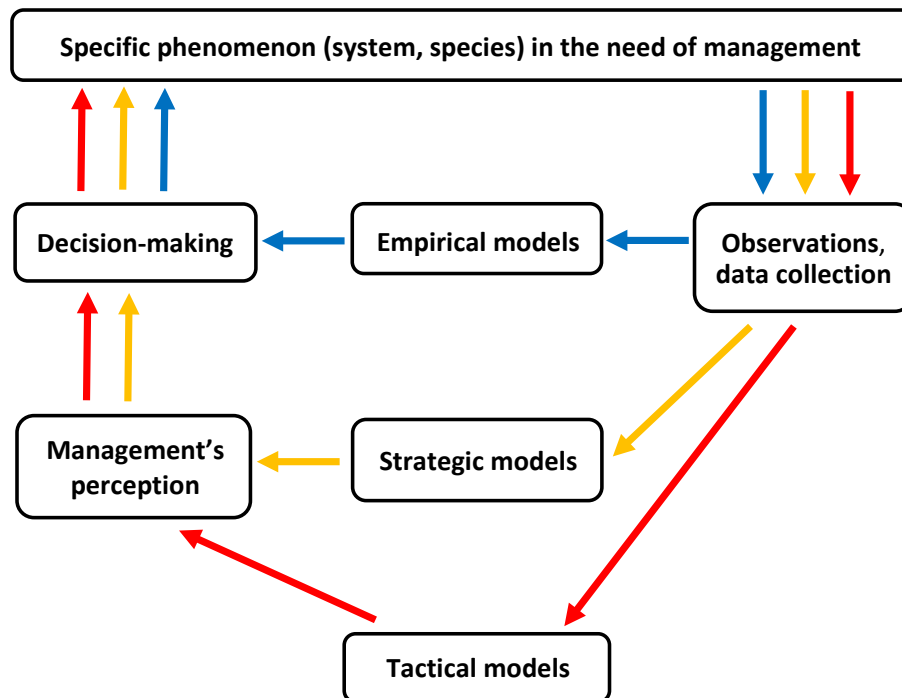 Specific phenomenon (system, species) in the need of management
Decision-making
Empirical models
Observations,
data collection
Management’s
perception
Strategic models
Tactical models